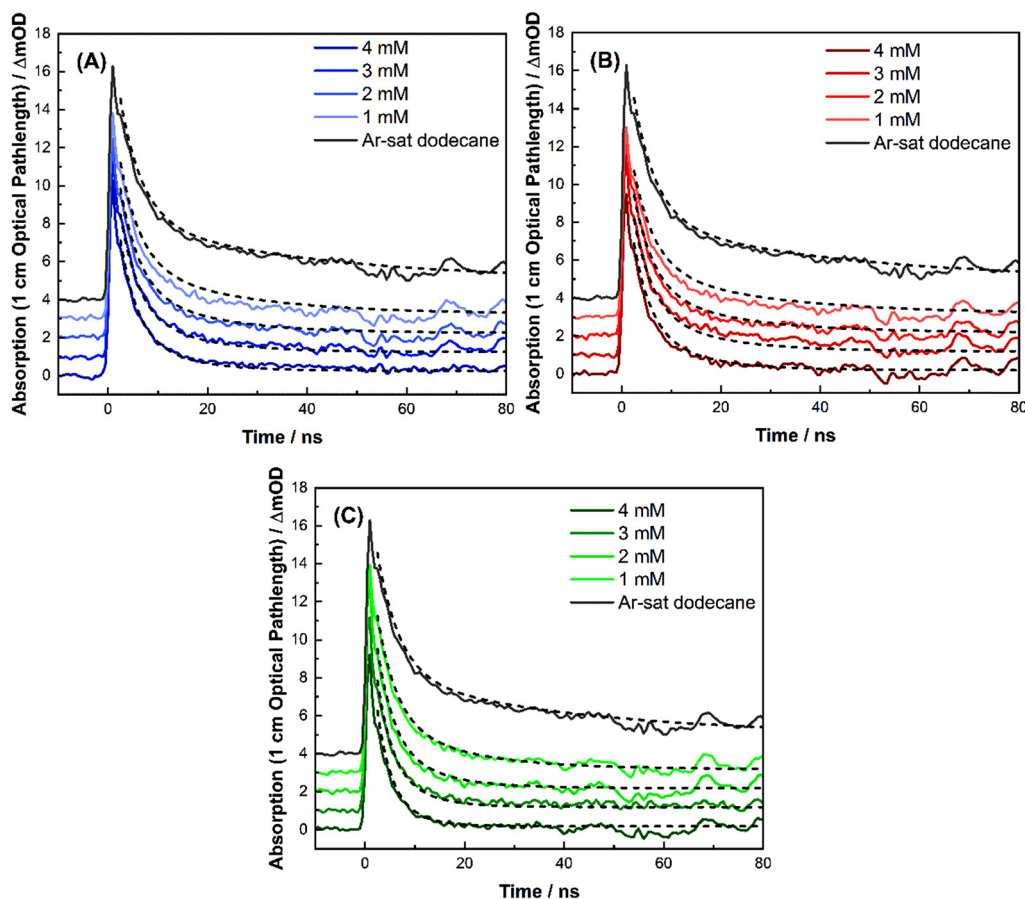 (A)
4 mM
3 mM
2 mM
1 mM
Ar-sat dodecane
Absorption (1 cm Optical Pathlength) / ΔmOD
18
16
14
12
10
8
6
4
2
0
0
20
40
60
80
Time / ns
(B)
4 mM
3 mM
2 mM
1 mM
Ar-sat dodecane
Absorption (1 cm Optical Pathlength) / ΔmOD
18
16
14
12
10
8
6
4
2
0
0
20
40
60
80
Time / ns
(C)
4 mM
3 mM
2 mM
1 mM
Ar-sat dodecane
Absorption (1 cm Optical Pathlength) / ΔmOD
18
16
14
12
10
8
6
4
2
0
0
20
40
60
80
Time / ns